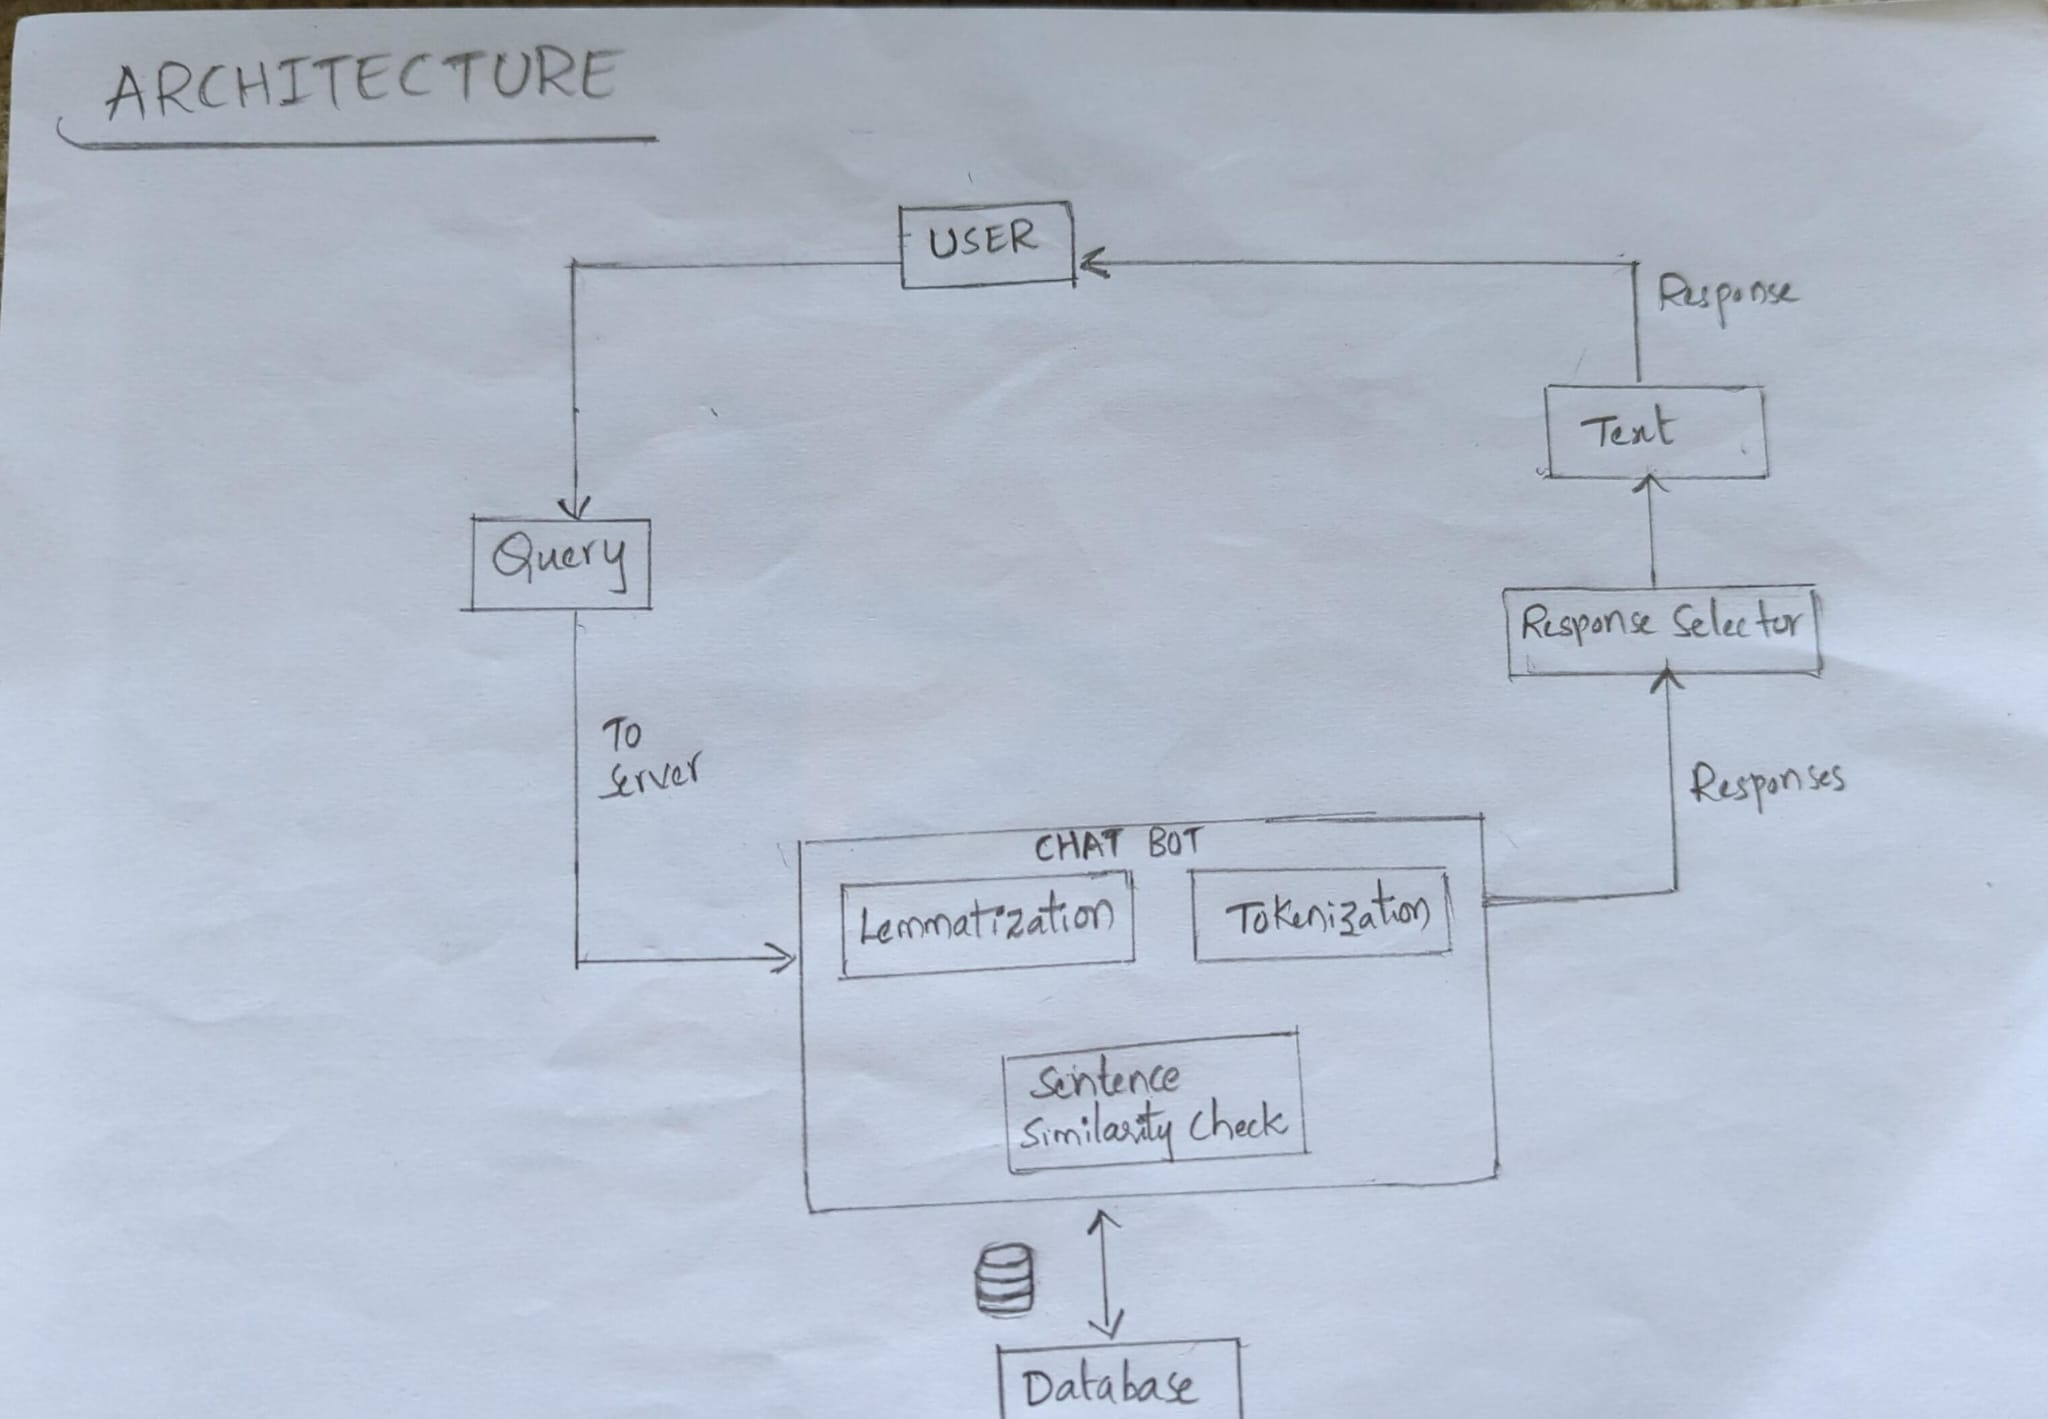 ARCHITECTURE
USER
Response
Text
Query
Response Selector
To
Server
Responses
CHAT BOT
Lemmatization
Tokenization
Sentence
Similarity Check
Database